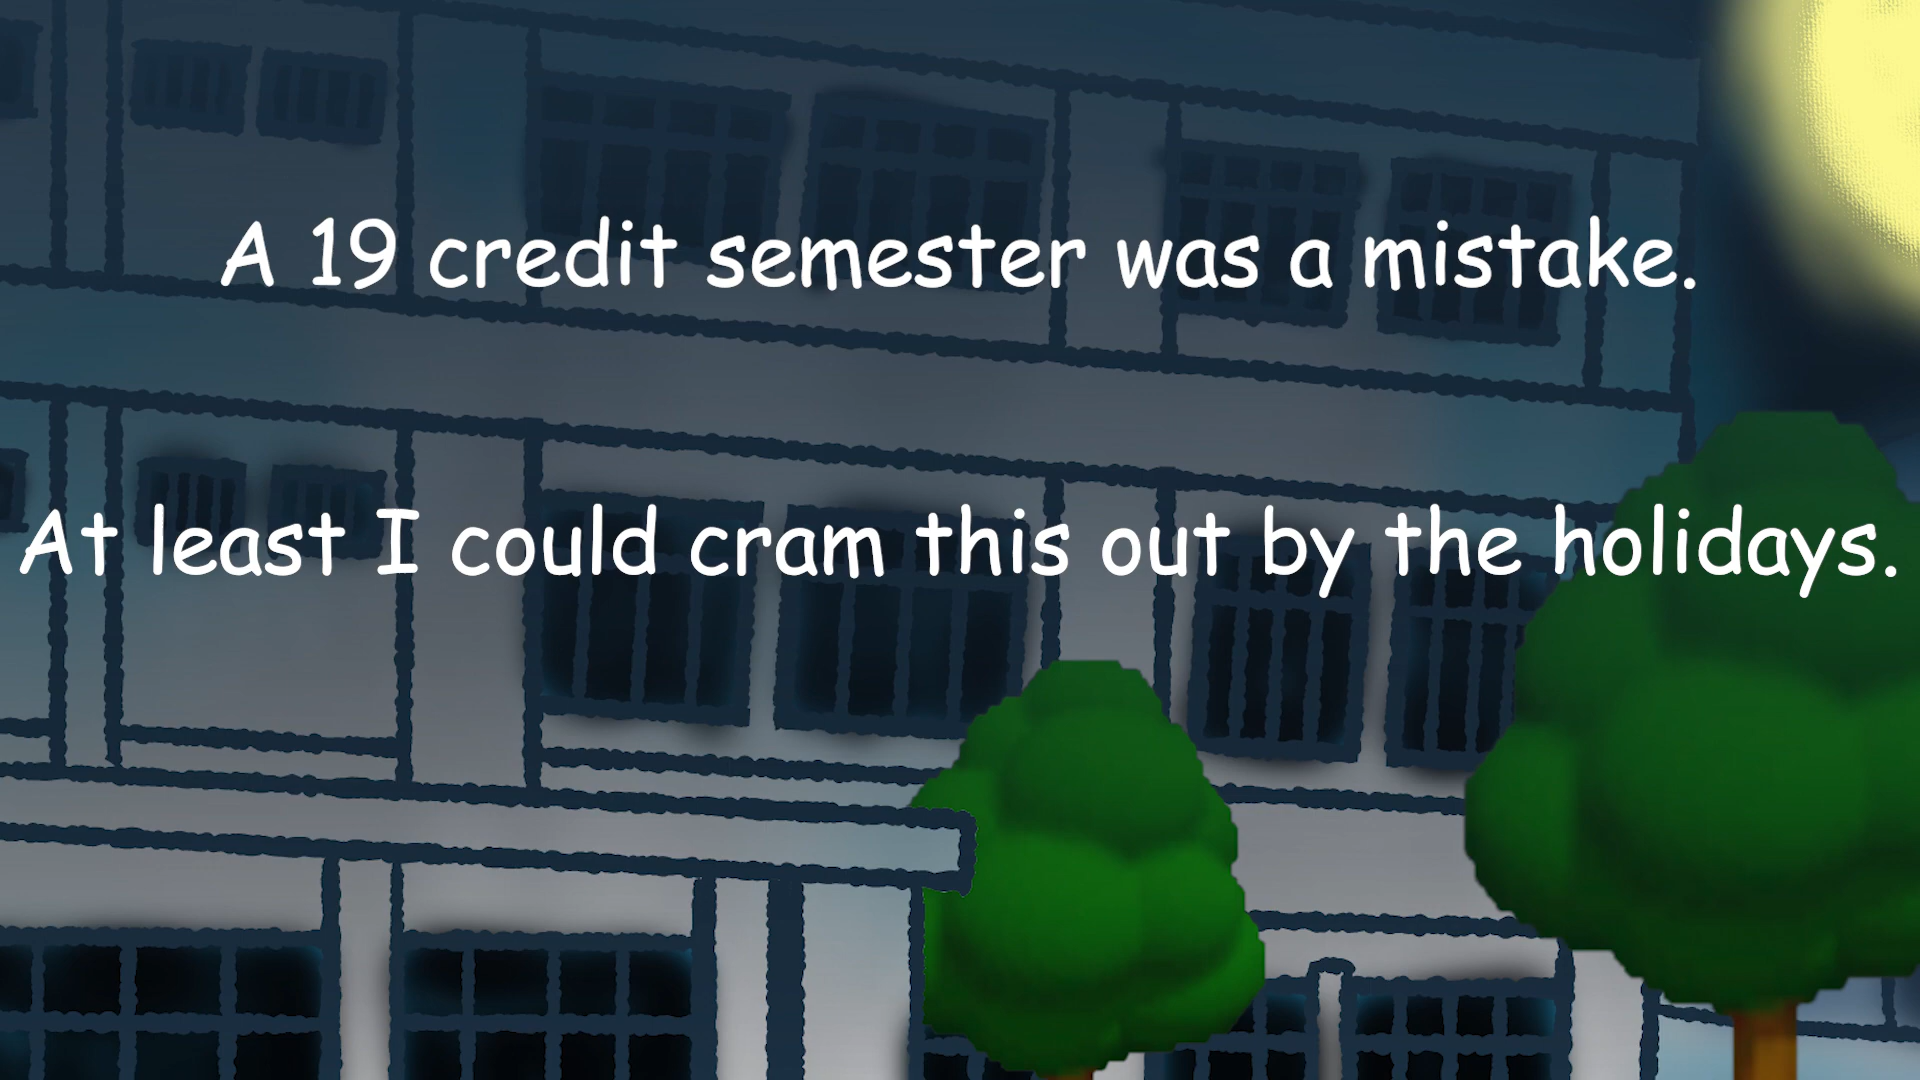 A 19 credit semester was a mistake.
At least I could cram this out by the holidays.